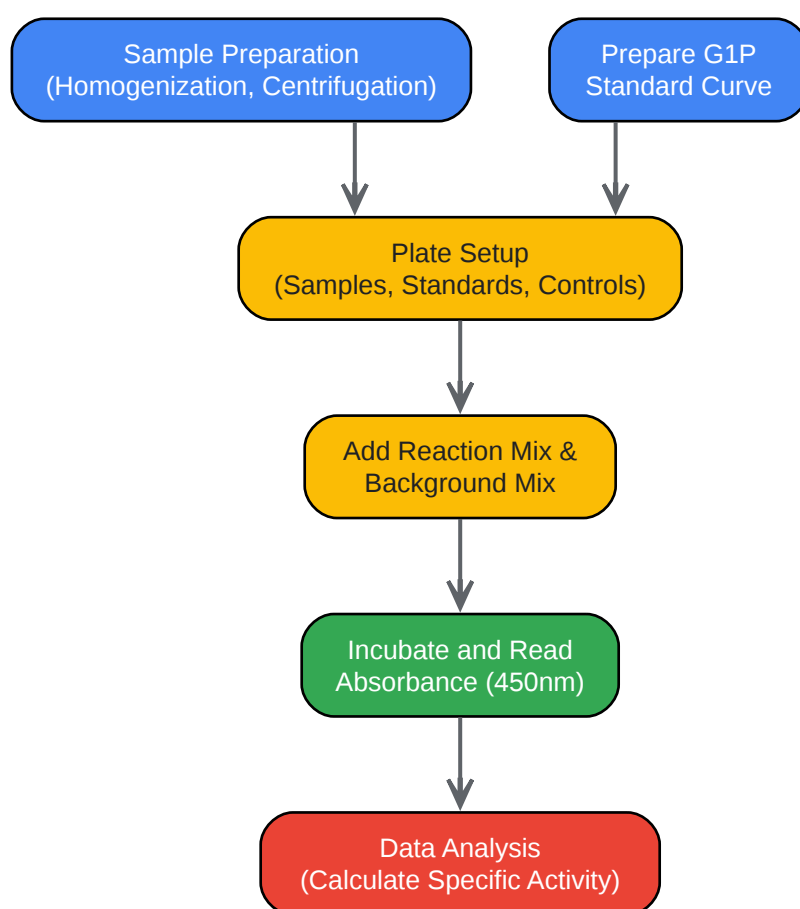 Sample Preparation
(Homogenization, Centrifugation)
Prepare G1P
Standard Curve
Plate Setup
(Samples, Standards, Controls)
Add Reaction Mix &
Background Mix
Incubate and Read
Absorbance (450nm)
Data Analysis
(Calculate Specific Activity)